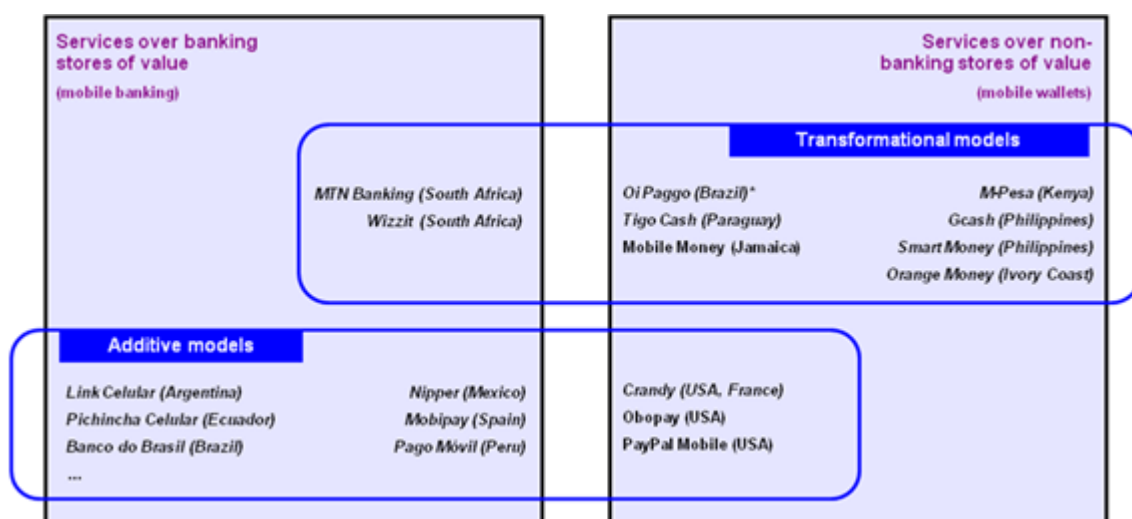 Services over banking
stores of value
(mobile banking)
Services over non-
banking stores of value
(mobile wallets)
Transformational models
MTN Banking (South Africa)
Wizzit (South Africa)
Oi Paggo (Brazil)*
Tigo Cash (Paraguay)
Mobile Money (Jamaica)
M-Pesa (Kenya)
Gcash (Philippines)
Smart Money (Philippines)
Orange Money (Ivory Coast)
Additive models
Link Celular (Argentina)
Pichincha Celular (Ecuador)
Banco do Brasil (Brazil)
...
Nipper (Mexico)
Mobipay (Spain)
Pago Móvil (Peru)
Crandy (USA, France)
Obopay (USA)
PayPal Mobile (USA)